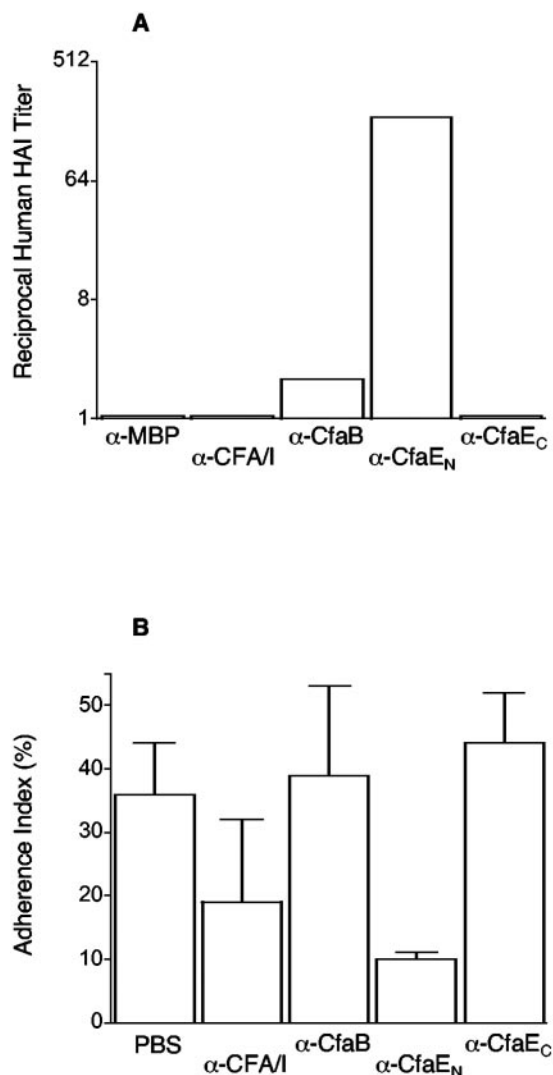 A
Reciprocal Human HAI Titer
512
64
8
1
α-MBP
α-CFA/I
α-CfaB
α-CfaE_N
α-CfaE_C
B
Adherence Index (%)
50
40
30
20
10
0
PBS
α-CFA/I
α-CfaB
α-CfaE_N
α-CfaE_C